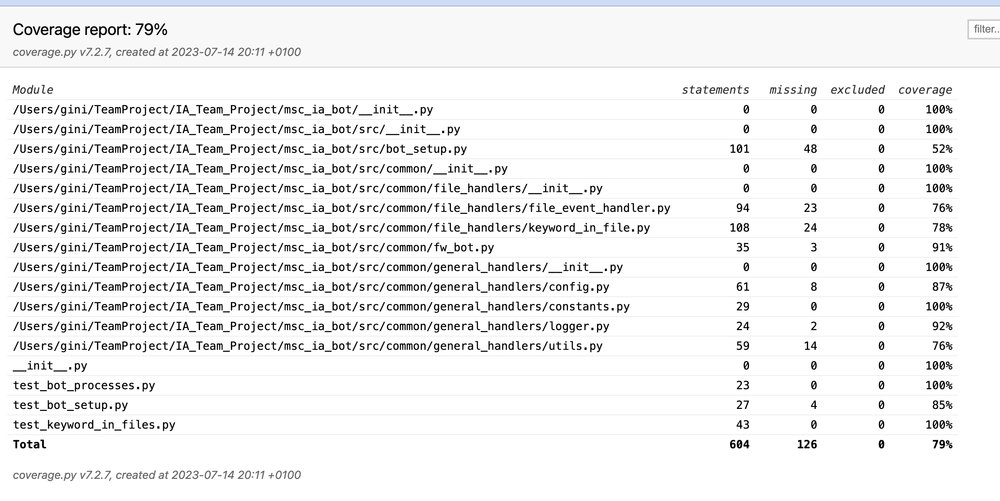 Coverage report: 79%
filter..
coverage.py v7.2.7, created at 2023-07-14 20:11 +0100
Module statements missing excluded coverage
/Users/gini/TeamProject/IA_Team_Project/msc_ia_bot/__init__.py 0 0 0 100%
/Users/gini/TeamProject/IA_Team_Project/msc_ia_bot/src/__init__.py 0 0 0 100%
/Users/gini/TeamProject/IA_Team_Project/msc_ia_bot/src/bot_setup.py 101 48 0 52%
/Users/gini/TeamProject/IA_Team_Project/msc_ia_bot/src/common/__init__.py 0 0 0 100%
/Users/gini/TeamProject/IA_Team_Project/msc_ia_bot/src/common/file_handlers/__init__.py 0 0 0 100%
/Users/gini/TeamProject/IA_Team_Project/msc_ia_bot/src/common/file_handlers/file_event_handler.py 94 23 0 76%
/Users/gini/TeamProject/IA_Team_Project/msc_ia_bot/src/common/file_handlers/keyword_in_file.py 108 24 0 78%
/Users/gini/TeamProject/IA_Team_Project/msc_ia_bot/src/common/fw_bot.py 35 3 0 91%
/Users/gini/TeamProject/IA_Team_Project/msc_ia_bot/src/common/general_handlers/__init__.py 0 0 0 100%
/Users/gini/TeamProject/IA_Team_Project/msc_ia_bot/src/common/general_handlers/config.py 61 8 0 87%
/Users/gini/TeamProject/IA_Team_Project/msc_ia_bot/src/common/general_handlers/constants.py 29 0 0 100%
/Users/gini/TeamProject/IA_Team_Project/msc_ia_bot/src/common/general_handlers/logger.py 24 2 0 92%
/Users/gini/TeamProject/IA_Team_Project/msc_ia_bot/src/common/general_handlers/utils.py 59 14 0 76%
__init__.py 0 0 0 100%
test_bot_processes.py 23 0 0 100%
test_bot_setup.py 27 4 0 85%
test_keyword_in_files.py 43 0 0 100%
Total 604 126 0 79%
coverage.py v7.2.7, created at 2023-07-14 20:11 +0100